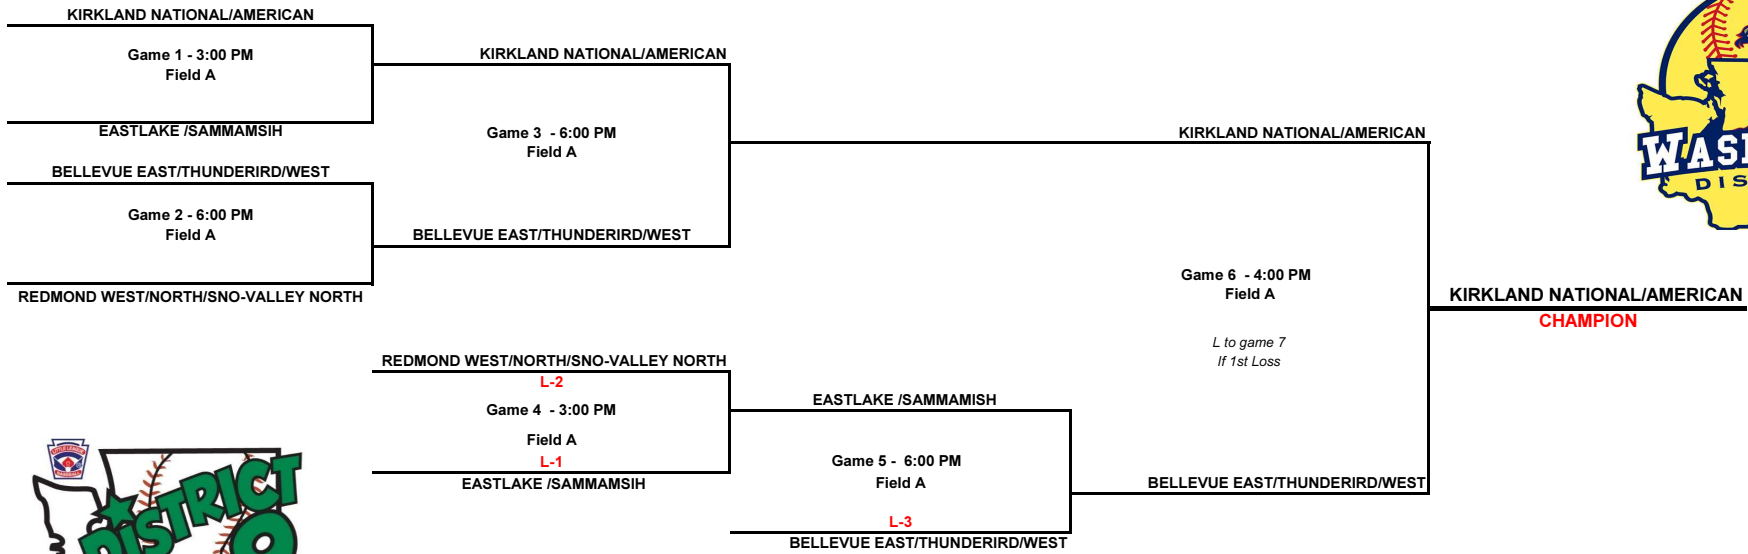 KIRKLAND NATIONAL/AMERICAN
Game 1 - 3:00 PM
Field A
EASTLAKE /SAMMAMSIH
BELLEVUE EAST/THUNDERIRD/WEST
Game 2 - 6:00 PM
Field A
REDMOND WEST/NORTH/SNO-VALLEY NORTH
KIRKLAND NATIONAL/AMERICAN
Game 3 - 6:00 PM
Field A
BELLEVUE EAST/THUNDERIRD/WEST
REDMOND WEST/NORTH/SNO-VALLEY NORTH
L-2
Game 4 - 3:00 PM
Field A
L-1
EASTLAKE /SAMMAMSIH
EASTLAKE /SAMMAMISH
Game 5 - 6:00 PM
Field A
L-3
BELLEVUE EAST/THUNDERIRD/WEST
KIRKLAND NATIONAL/AMERICAN
Game 6 - 4:00 PM
Field A
L to game 7
If 1st Loss
BELLEVUE EAST/THUNDERIRD/WEST
KIRKLAND NATIONAL/AMERICAN
CHAMPION
DISTRICT